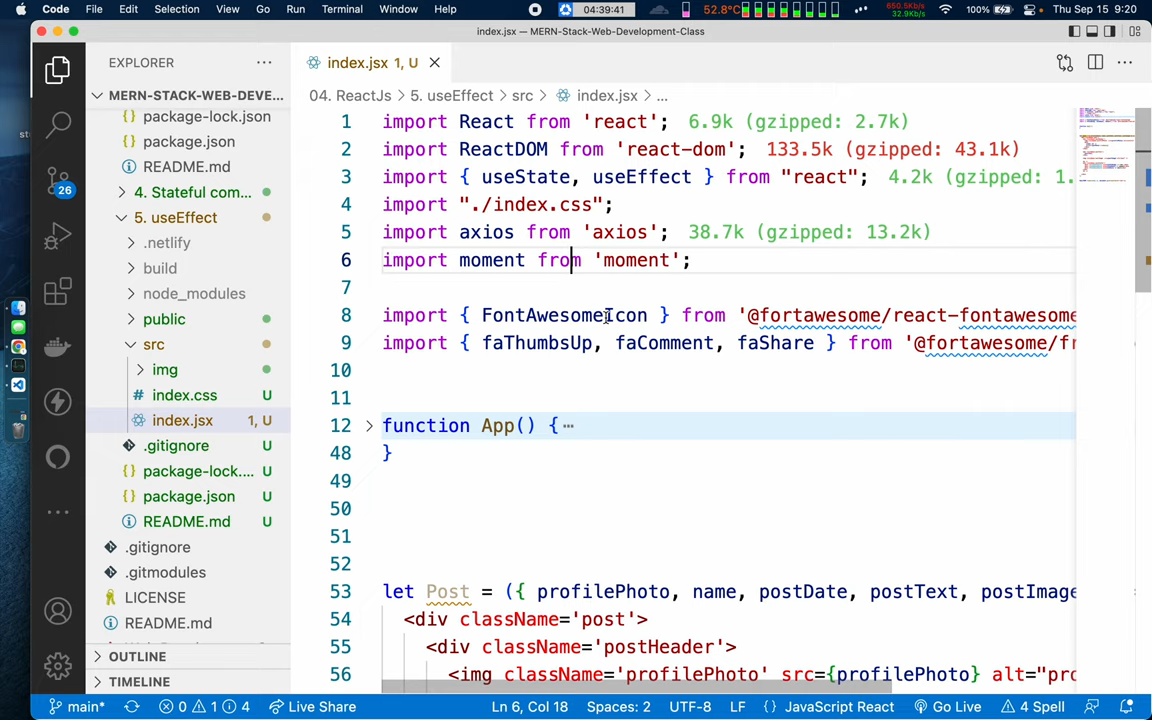 Code File Edit Selection View Go Run Terminal Window Help 04:39:41 52.8°C 650.5Kb/s 32.9Kb/s 100% Thu Sep 15 9:20
index.jsx — MERN-Stack-Web-Development-Class
EXPLORER
index.jsx 1, U
MERN-STACK-WEB-DEVE...
04. ReactJs > 5. useEffect > src > index.jsx > ...
package-lock.json
package.json
README.md
4. Stateful com...
5. useEffect
.netlify
build
node_modules
public
src
img
index.css U
index.jsx 1, U
.gitignore U
package-lock.... U
package.json U
README.md U
.gitignore
.gitmodules
LICENSE
README.md
OUTLINE
TIMELINE
26
1 import React from 'react'; 6.9k (gzipped: 2.7k)
2 import ReactDOM from 'react-dom'; 133.5k (gzipped: 43.1k)
3 import { useState, useEffect } from "react"; 4.2k (gzipped: 1.
4 import "./index.css";
5 import axios from 'axios'; 38.7k (gzipped: 13.2k)
6 import moment from 'moment';
7
8 import { FontAwesomeIcon } from '@fortawesome/react-fontawesome
9 import { faThumbsUp, faComment, faShare } from '@fortawesome/fr
10
11
12 function App() { ...
48 }
49
50
51
52
53 let Post = ({ profilePhoto, name, postDate, postText, postImage
54 <div className='post'>
55 <div className='postHeader'>
56 <img className='profilePhoto' src={profilePhoto} alt="pro
main* 0 1 4 Live Share Ln 6, Col 18 Spaces: 2 UTF-8 LF {} JavaScript React Go Live 4 Spell